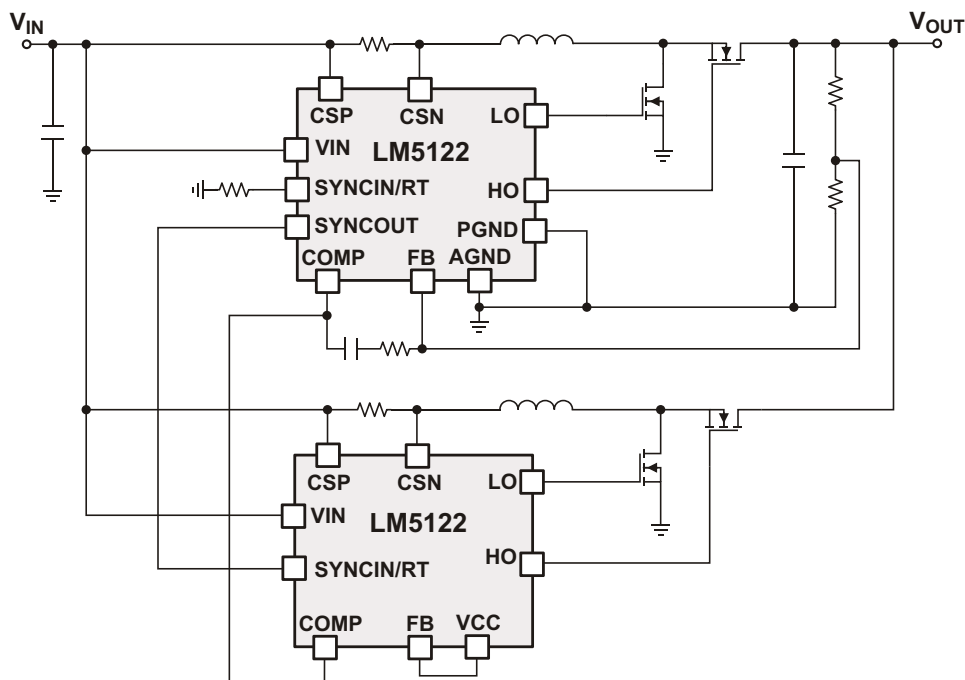 VIN
VOUT
CSP
CSN
LO
VIN
LM5122
SYNCIN/RT
HO
SYNCOUT
PGND
COMP
FB
AGND
CSP
CSN
LO
VIN
LM5122
HO
SYNCIN/RT
COMP
FB
VCC